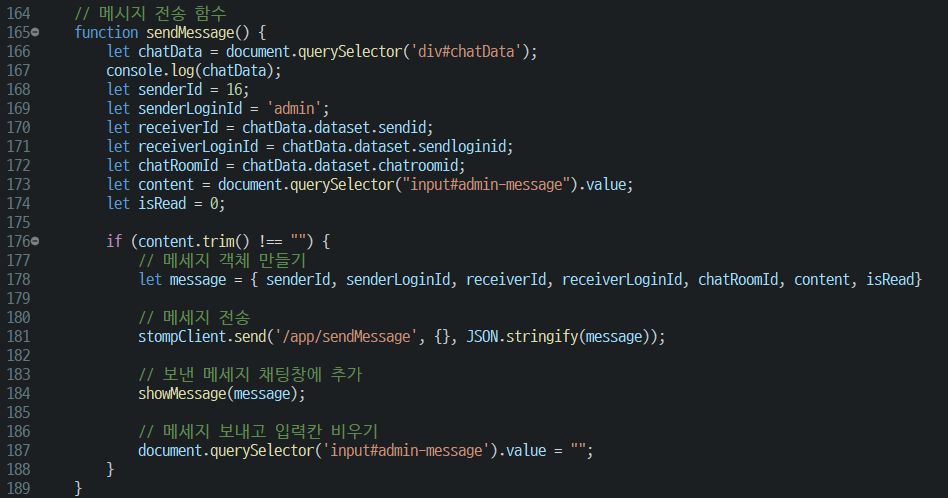 164 // 메시지 전송 함수
165 function sendMessage() {
166 let chatData = document.querySelector('div#chatData');
167 console.log(chatData);
168 let senderId = 16;
169 let senderLoginId = 'admin';
170 let receiverId = chatData.dataset.sendid;
171 let receiverLoginId = chatData.dataset.sendloginid;
172 let chatRoomId = chatData.dataset.chatroomid;
173 let content = document.querySelector("input#admin-message").value;
174 let isRead = 0;
175
176 if (content.trim() !== "") {
177 // 메세지 객체 만들기
178 let message = { senderId, senderLoginId, receiverId, receiverLoginId, chatRoomId, content, isRead}
179
180 // 메세지 전송
181 stompClient.send('/app/sendMessage', {}, JSON.stringify(message));
182
183 // 보낸 메세지 채팅창에 추가
184 showMessage(message);
185
186 // 메세지 보내고 입력칸 비우기
187 document.querySelector('input#admin-message').value = "";
188 }
189 }